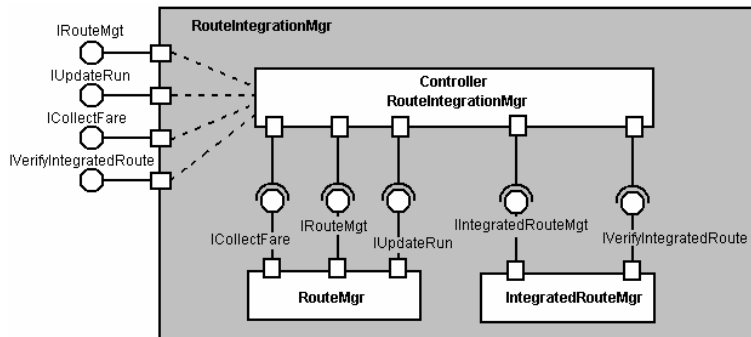 RouteIntegrationMgr
IRouteMgt
IUpdateRun
ICollectFare
IVerifyIntegratedRoute
Controller
RouteIntegrationMgr
IRouteMgt
IIntegratedRouteMgt
ICollectFare
IUpdateRun
IVerifyIntegratedRoute
RouteMgr
IntegratedRouteMgr